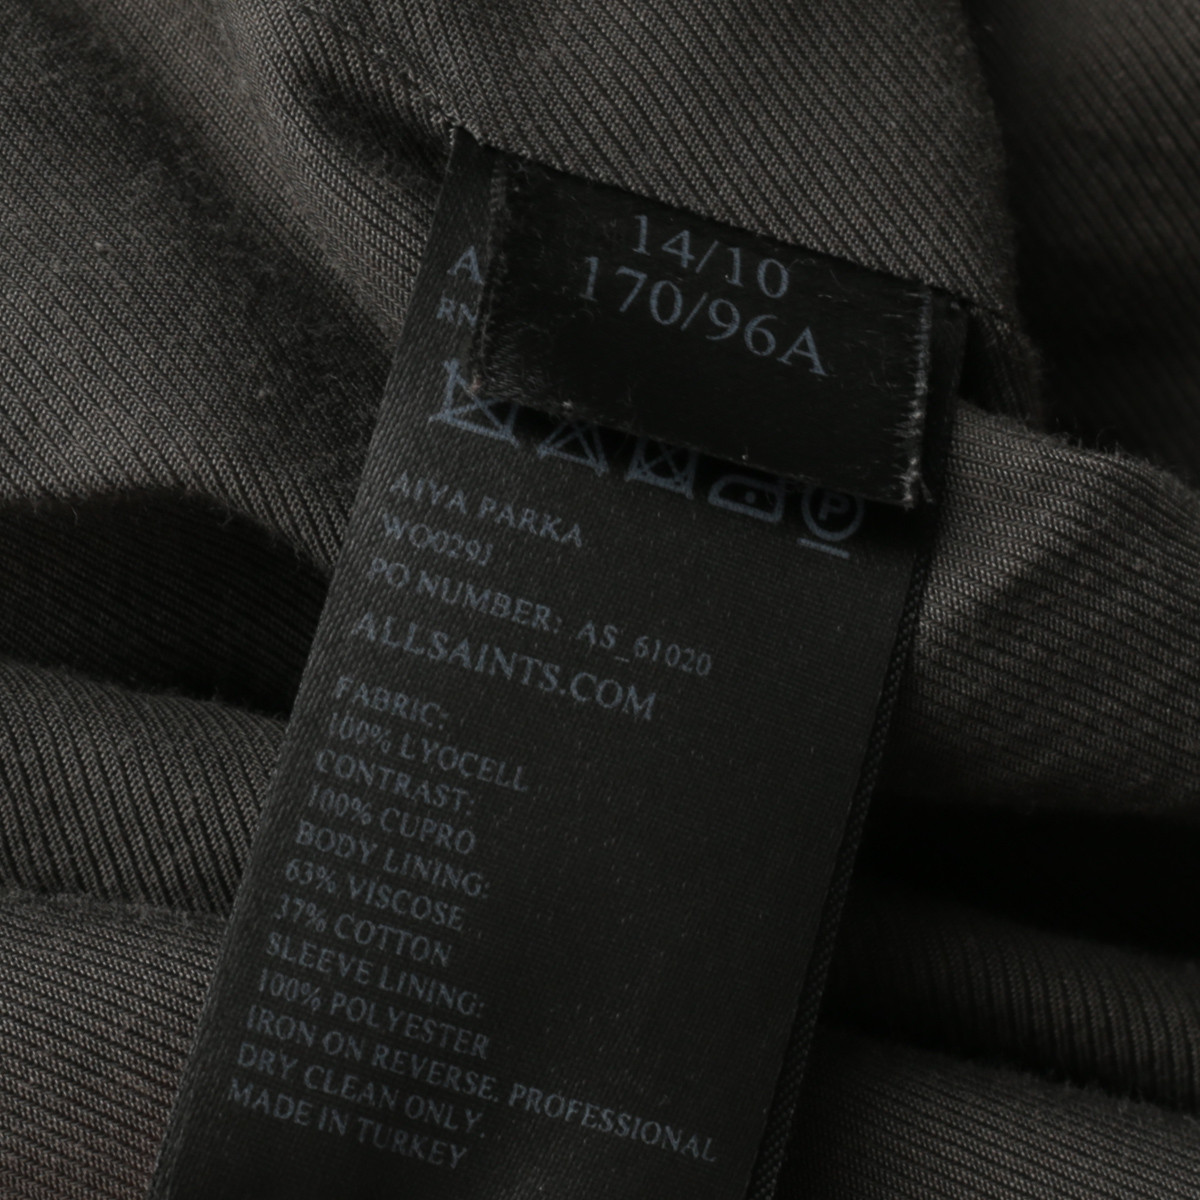 14/10
170/96A
A
RN
P
AIVA PARKA
WO029J
PO NUMBER: AS_61020
ALLSAINTS.COM
FABRIC:
100% LYOCELL
CONTRAST:
100% CUPRO
BODY LINING:
63% VISCOSE
37% COTTON
SLEEVE LINING:
100% POLYESTER
IRON ON REVERSE. PROFESSIONAL
DRY CLEAN ONLY.
MADE IN TURKEY